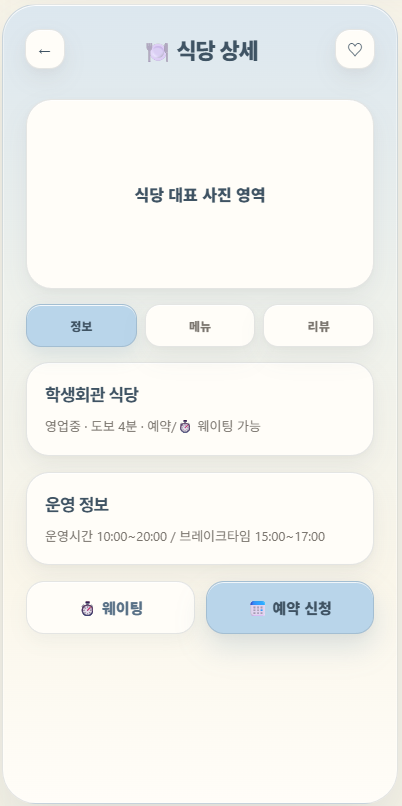 ← 🍽️ 식당 상세 ♡
식당 대표 사진 영역
정보 메뉴 리뷰
학생회관 식당
영업중 · 도보 4분 · 예약/⏱️ 웨이팅 가능
운영 정보
운영시간 10:00~20:00 / 브레이크타임 15:00~17:00
⏱️ 웨이팅 📅 예약 신청